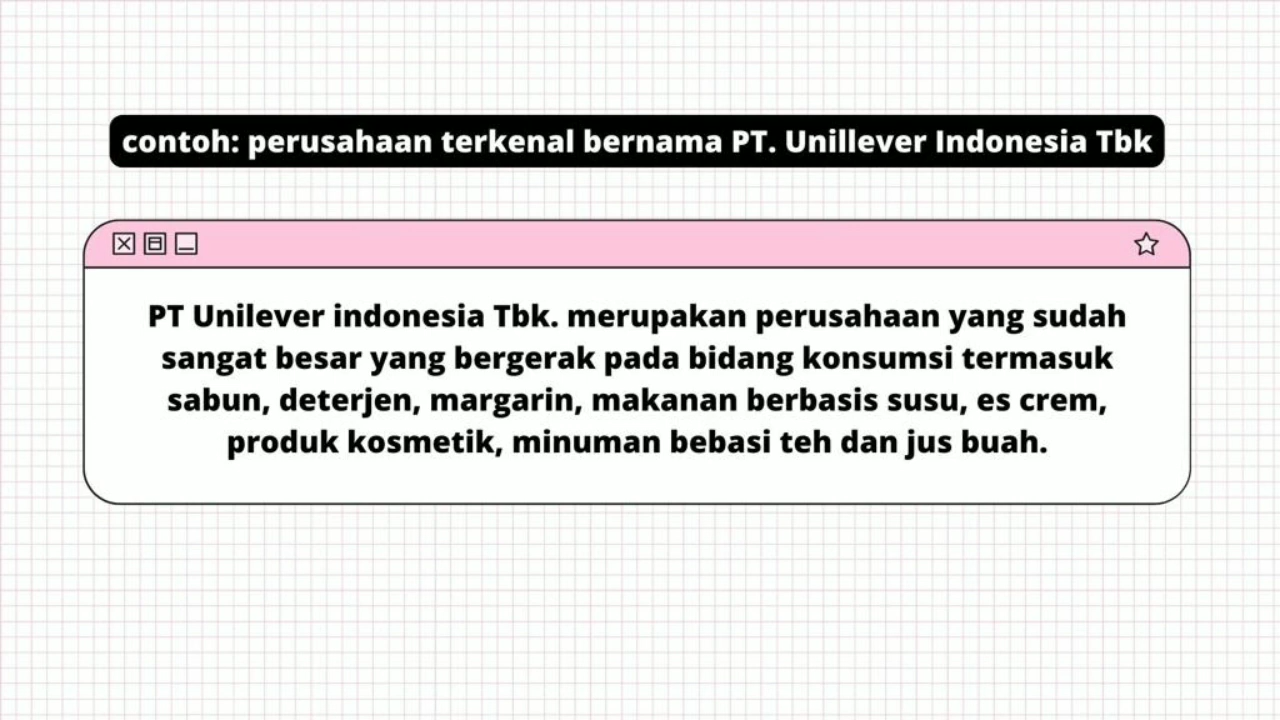 contoh: perusahaan terkenal bernama PT. Unillever Indonesia Tbk
PT Unilever indonesia Tbk. merupakan perusahaan yang sudah
sangat besar yang bergerak pada bidang konsumsi termasuk
sabun, deterjen, margarin, makanan berbasis susu, es crem,
produk kosmetik, minuman bebasi teh dan jus buah.